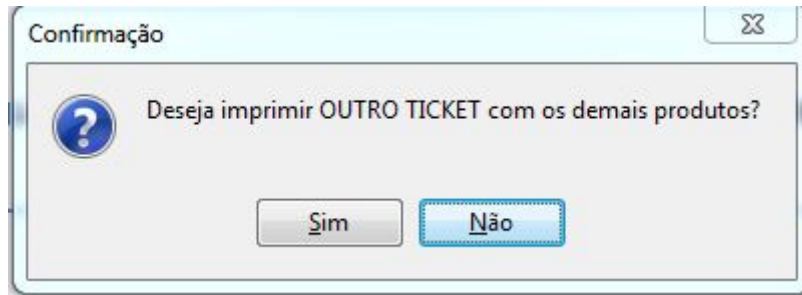 Confirmação
Deseja imprimir OUTRO TICKET com os demais produtos?
Sim
Não